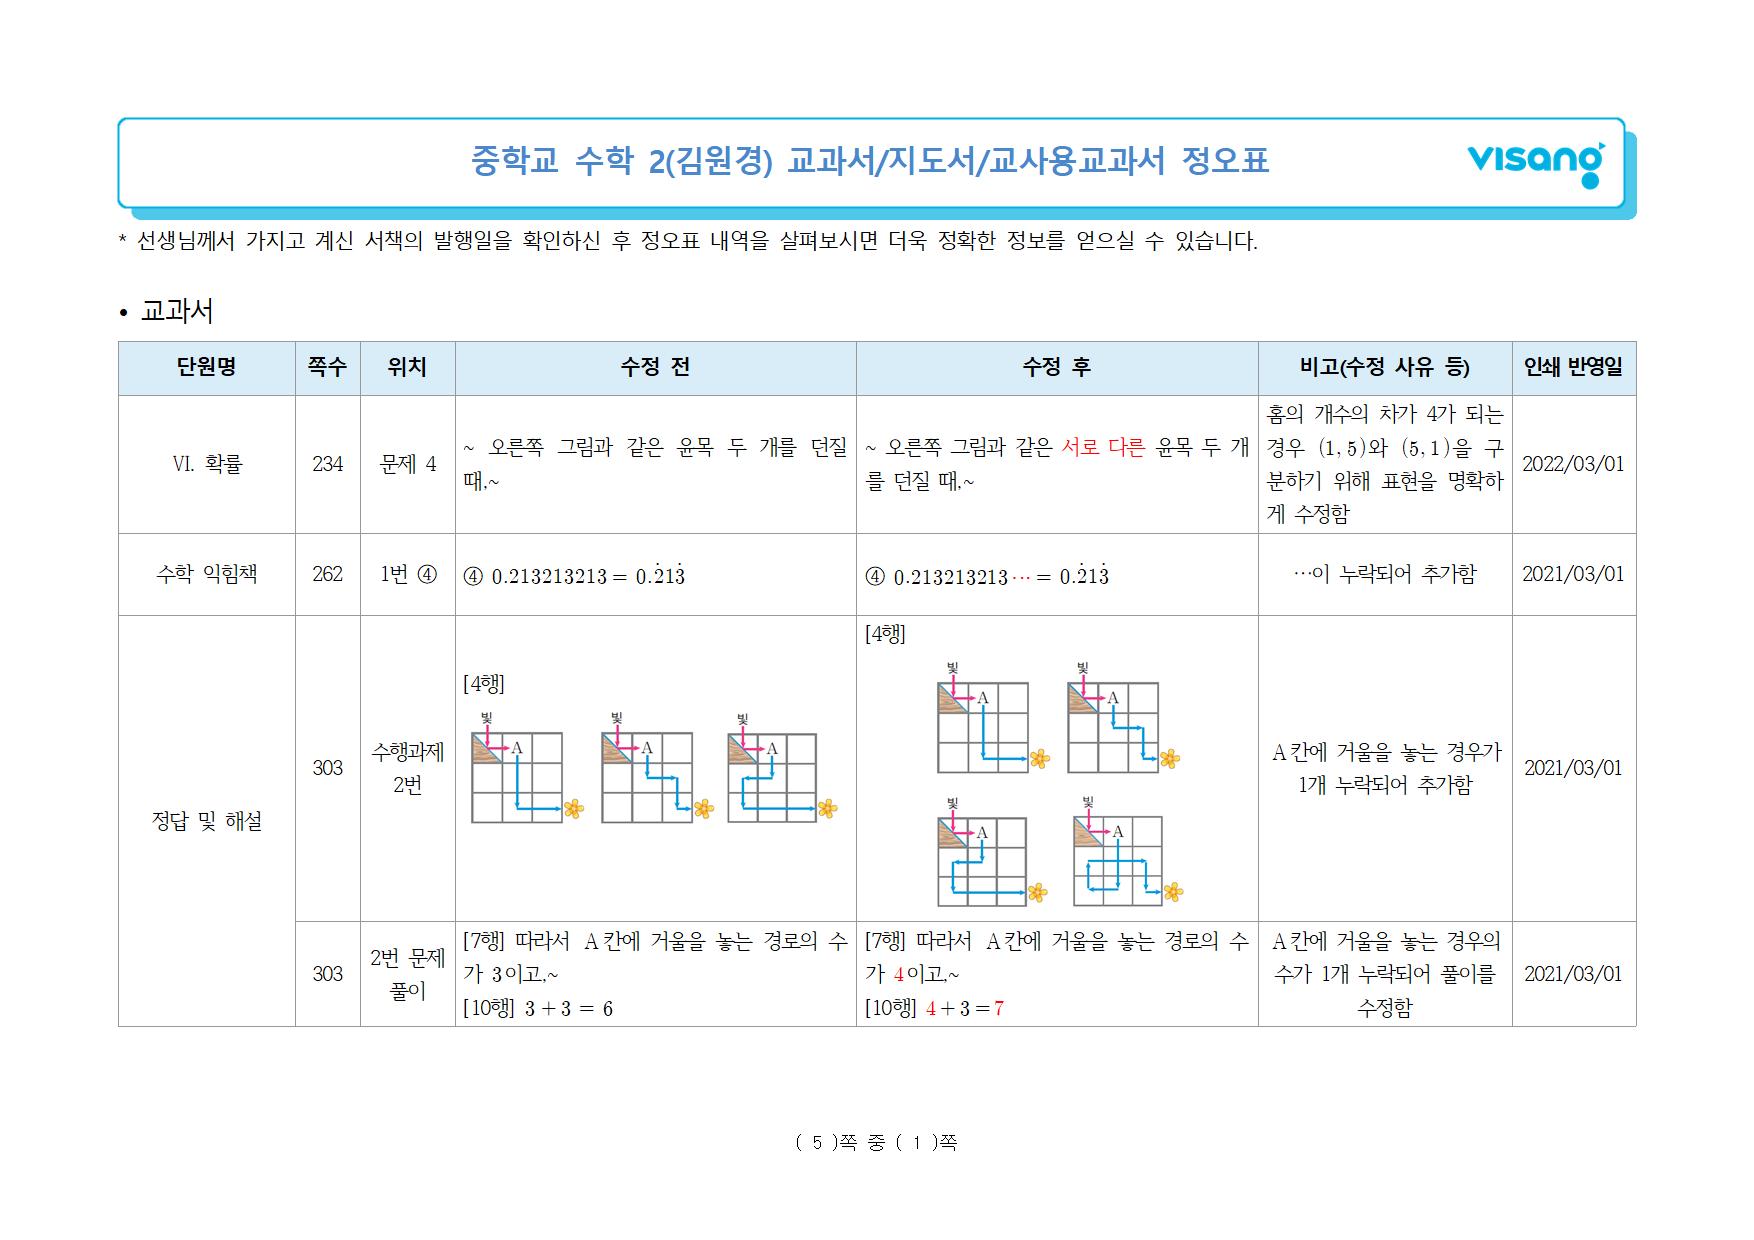 중학교 수학 2(김원경) 교과서/지도서/교사용교과서 정오표
visang
* 선생님께서 가지고 계신 서책의 발행일을 확인하신 후 정오표 내역을 살펴보시면 더욱 정확한 정보를 얻으실 수 있습니다.
• 교과서
단원명 쪽수 위치 수정 전 수정 후 비고(수정 사유 등) 인쇄 반영일
Ⅵ. 확률
234
문제 4
~ 오른쪽 그림과 같은 윷목 두 개를 던질
때,~
~ 오른쪽 그림과 같은 서로 다른 윷목 두 개
를 던질 때,~
홈의 개수의 차가 4가 되는
경우 (1, 5)와 (5, 1)을 구
분하기 위해 표현을 명확하
게 수정함
2022/03/01
수학 익힘책
262
1번 ④
④ 0.213213213 = 0.2̇13̇
④ 0.213213213⋯ = 0.2̇13̇
⋯이 누락되어 추가함
2021/03/01
정답 및 해설
303
수행과제
2번
[4행]
빛 빛 빛
A A A
[4행]
빛 빛
A A
빛 빛
A A
A칸에 거울을 놓는 경우가
1개 누락되어 추가함
2021/03/01
303
2번 문제
풀이
[7행] 따라서 A칸에 거울을 놓는 경로의 수
가 3이고,~
[10행] 3 + 3 = 6
[7행] 따라서 A칸에 거울을 놓는 경로의 수
가 4이고,~
[10행] 4 + 3 = 7
A칸에 거울을 놓는 경우의
수가 1개 누락되어 풀이를
수정함
2021/03/01
( 5 )쪽 중 ( 1 )쪽